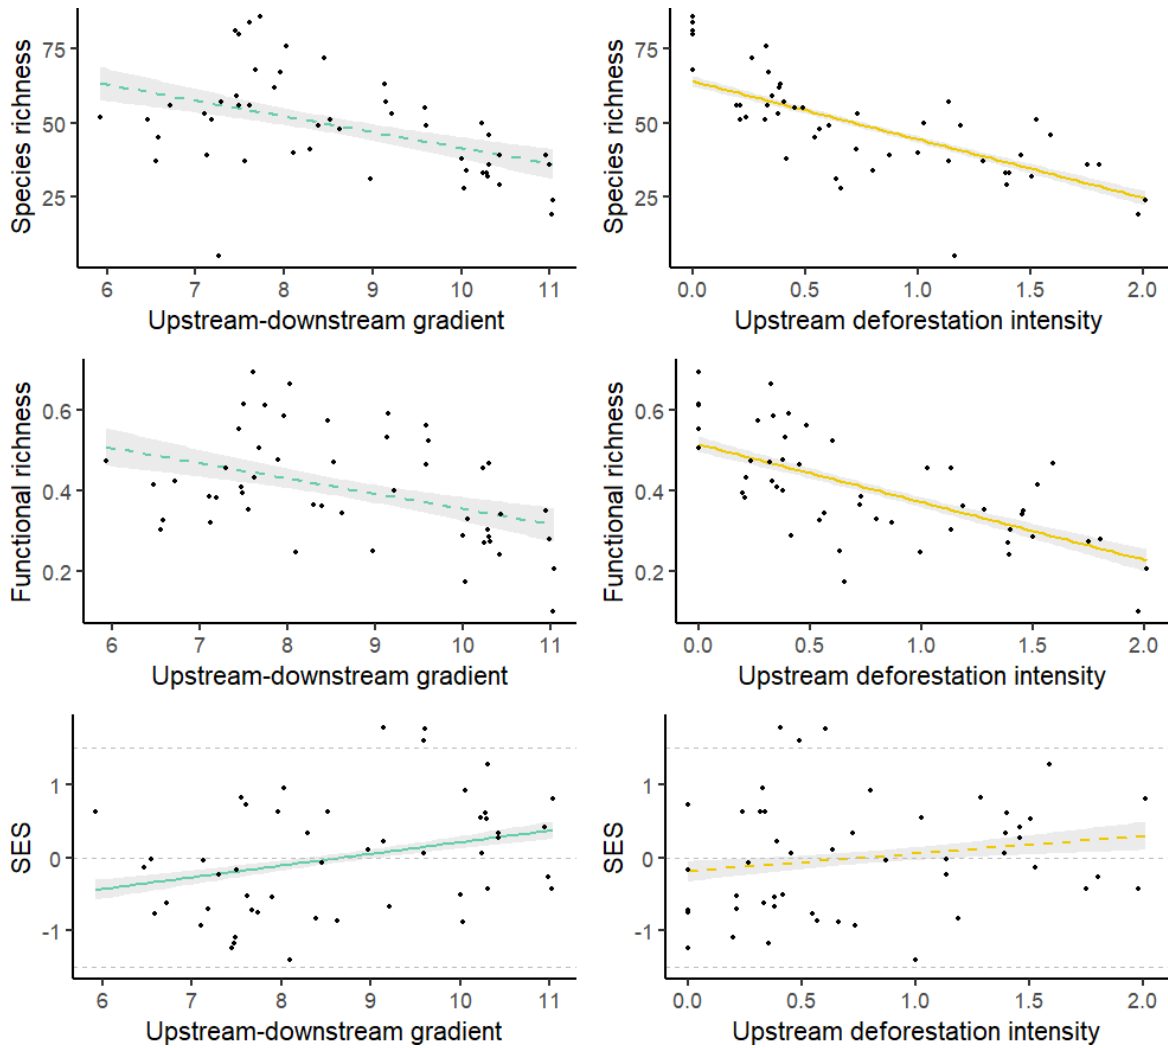 Species richness
75
50
25
6 7 8 9 10 11
Upstream-downstream gradient
Species richness
75
50
25
0.0 0.5 1.0 1.5 2.0
Upstream deforestation intensity
Functional richness
0.6
0.4
0.2
6 7 8 9 10 11
Upstream-downstream gradient
Functional richness
0.6
0.4
0.2
0.0 0.5 1.0 1.5 2.0
Upstream deforestation intensity
SES
1
0
-1
6 7 8 9 10 11
Upstream-downstream gradient
SES
1
0
-1
0.0 0.5 1.0 1.5 2.0
Upstream deforestation intensity